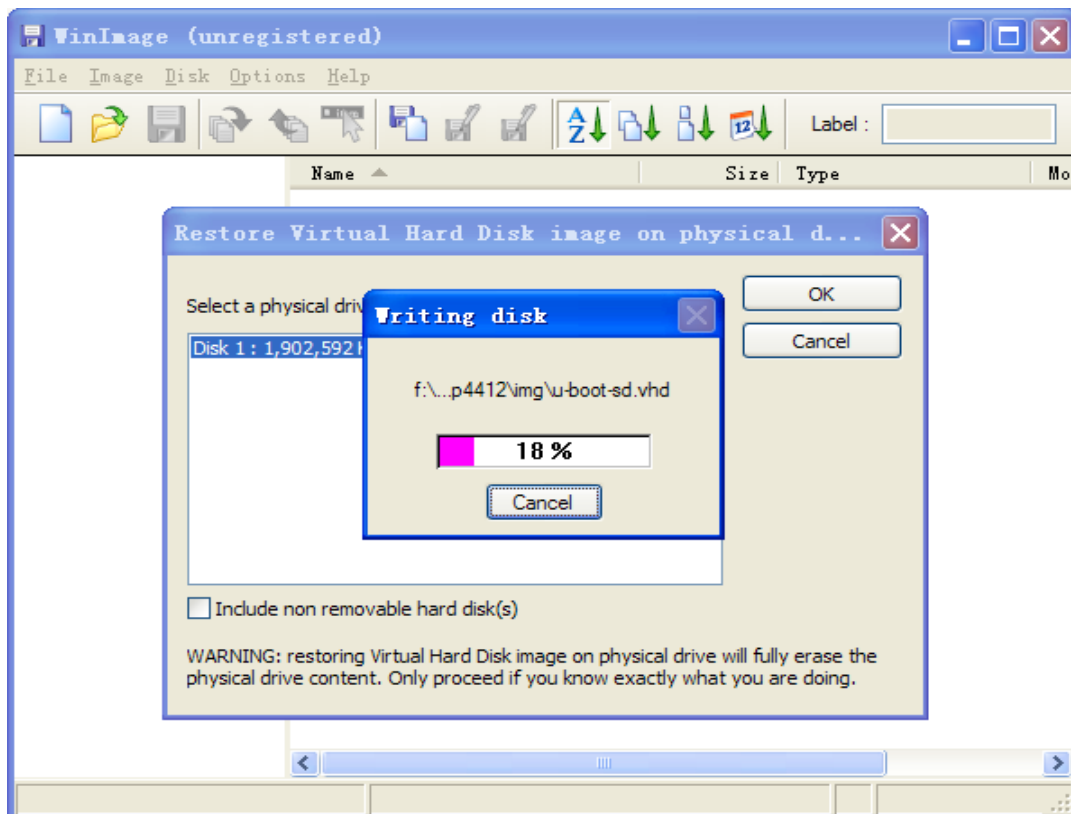 WinImage (unregistered)
File Image Disk Options Help
Label :
Name Size Type Mo
Restore Virtual Hard Disk image on physical d...
Select a physical driv
OK
Cancel
Disk 1 : 1,902,592 K
Writing disk
f:\...p4412\img\u-boot-sd.vhd
18 %
Cancel
Include non removable hard disk(s)
WARNING: restoring Virtual Hard Disk image on physical drive will fully erase the
physical drive content. Only proceed if you know exactly what you are doing.